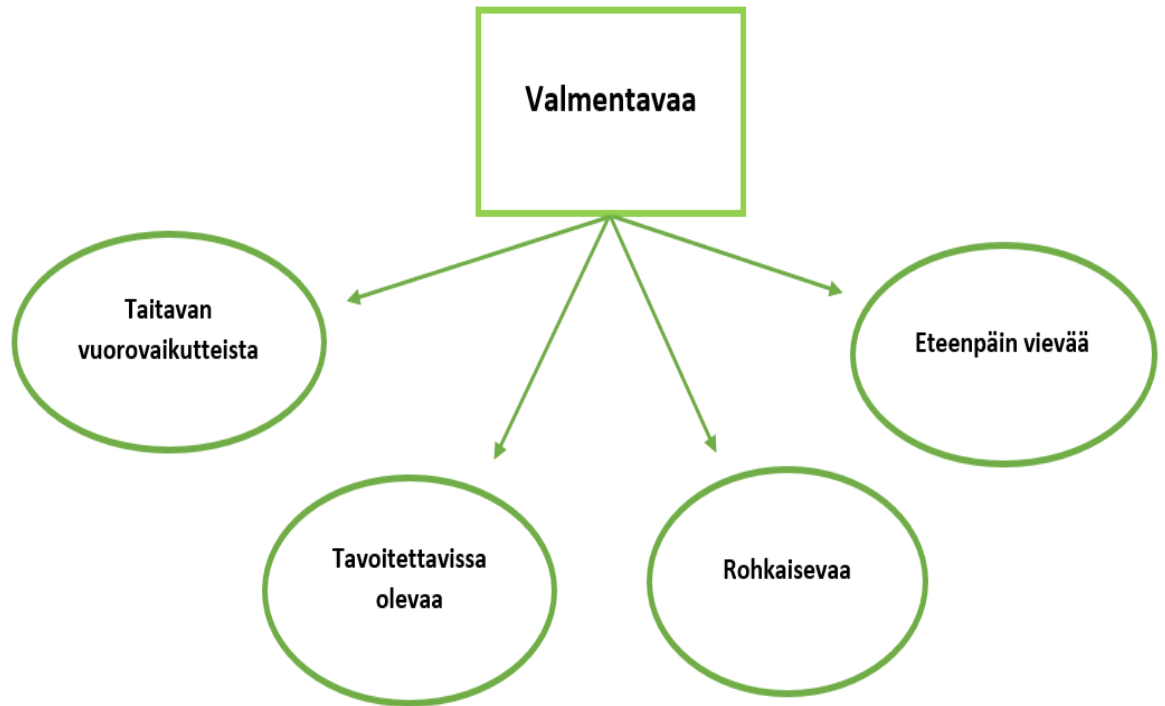 Valmentavaa
Taitavan
vuorovaikutteista
Eteenpäin vievää
Tavoitettavissa
olevaa
Rohkaisevaa